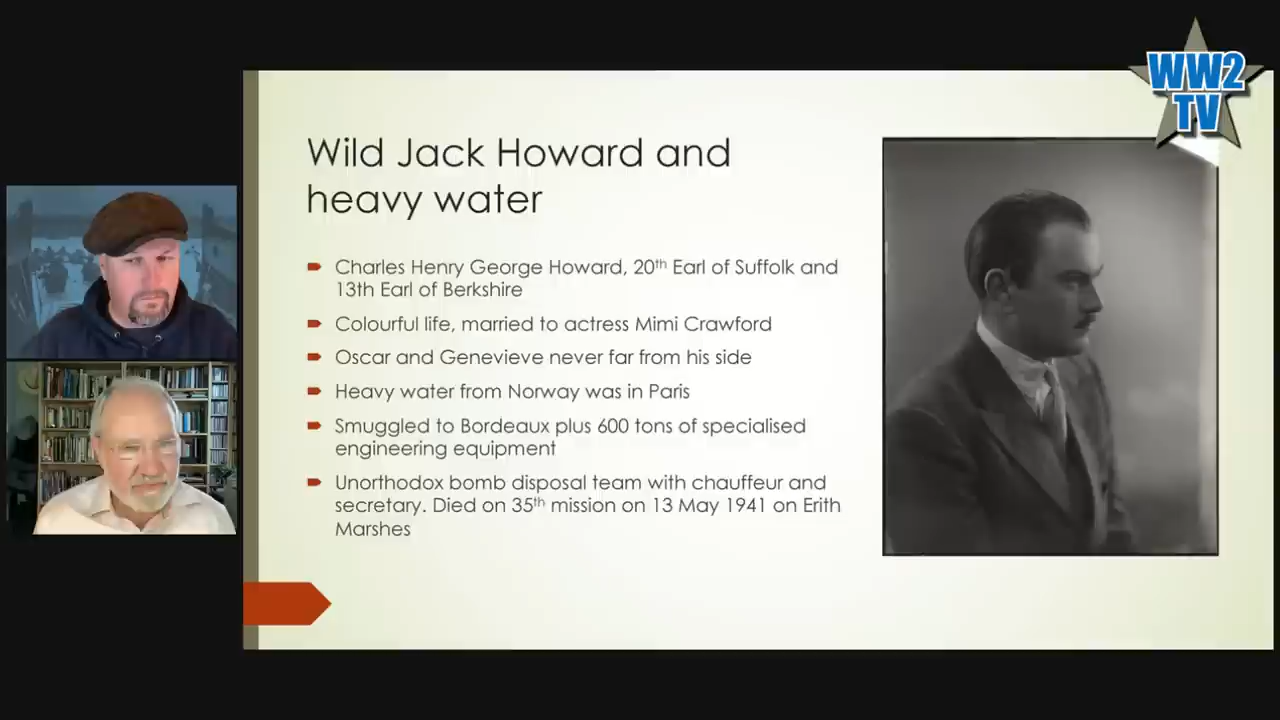 WW2
TV
Wild Jack Howard and
heavy water
Charles Henry George Howard, 20th Earl of Suffolk and
13th Earl of Berkshire
Colourful life, married to actress Mimi Crawford
Oscar and Genevieve never far from his side
Heavy water from Norway was in Paris
Smuggled to Bordeaux plus 600 tons of specialised
engineering equipment
Unorthodox bomb disposal team with chauffeur and
secretary. Died on 35th mission on 13 May 1941 on Erith
Marshes